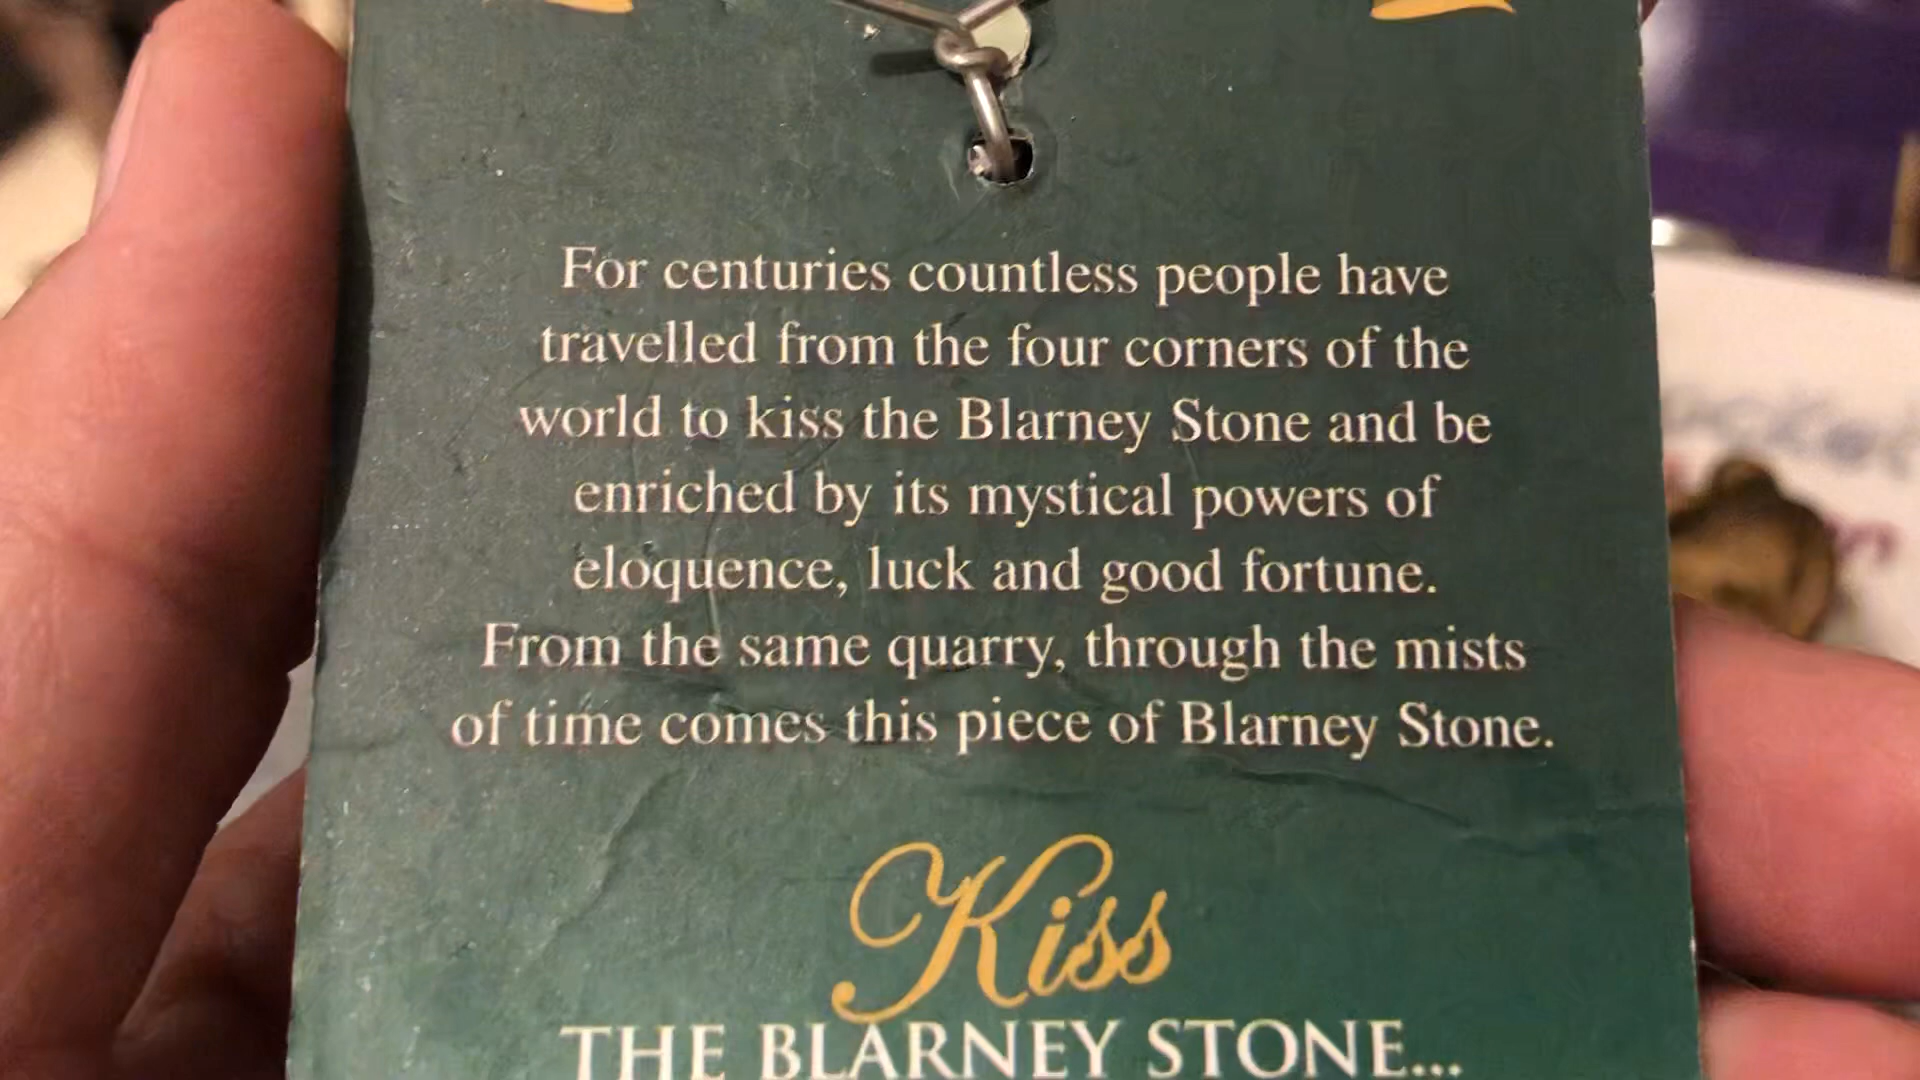 For centuries countless people have
travelled from the four corners of the
world to kiss the Blarney Stone and be
enriched by its mystical powers of
eloquence, luck and good fortune.
From the same quarry, through the mists
of time comes this piece of Blarney Stone.
Kiss
THE BLARNEY STONE...